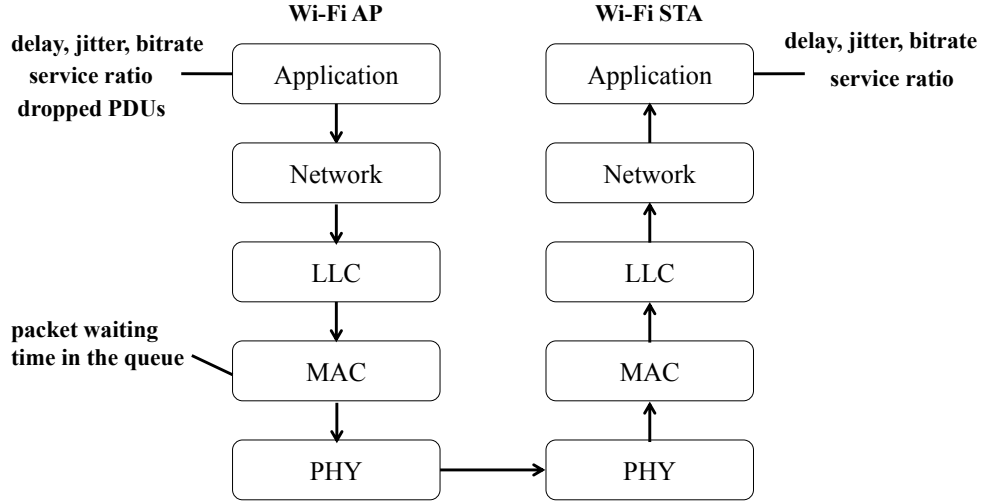 Wi-Fi AP
Wi-Fi STA
delay, jitter, bitrate
service ratio
dropped PDUs
Application
Application
delay, jitter, bitrate
service ratio
Network
Network
LLC
LLC
packet waiting
time in the queue
MAC
MAC
PHY
PHY